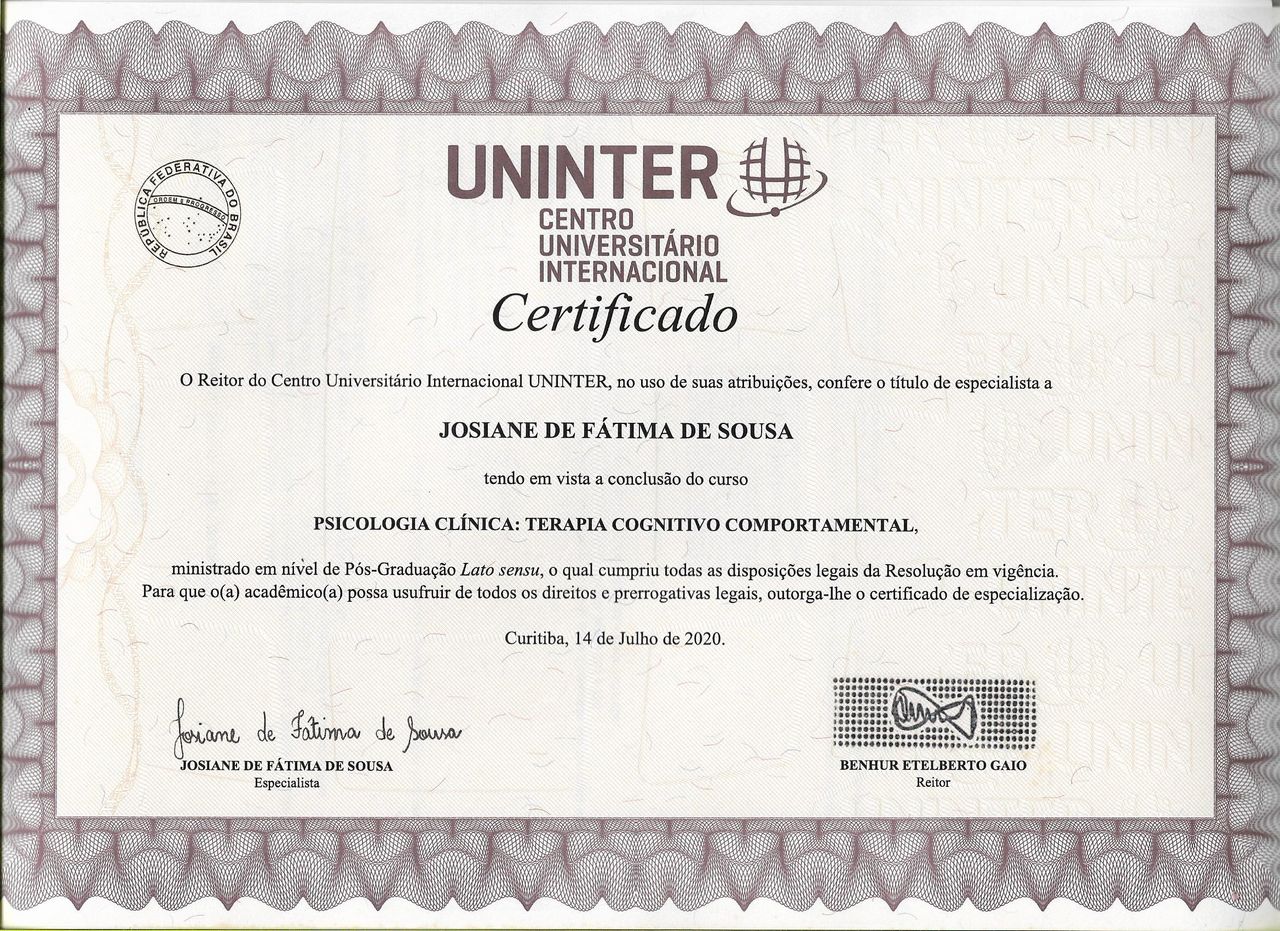 REPÚBLICA FEDERATIVA DO BRASIL
ORDEM E PROGRESSO
UNINTER
CENTRO
UNIVERSITÁRIO
INTERNACIONAL
Certificado
O Reitor do Centro Universitário Internacional UNINTER, no uso de suas atribuições, confere o título de especialista a
JOSIANE DE FÁTIMA DE SOUSA
tendo em vista a conclusão do curso
PSICOLOGIA CLÍNICA: TERAPIA COGNITIVO COMPORTAMENTAL,
ministrado em nível de Pós-Graduação Lato sensu, o qual cumpriu todas as disposições legais da Resolução em vigência.
Para que o(a) acadêmico(a) possa usufruir de todos os direitos e prerrogativas legais, outorga-lhe o certificado de especialização.
Curitiba, 14 de Julho de 2020.
Josiane de Fátima de Sousa
JOSIANE DE FÁTIMA DE SOUSA
Especialista
BENHUR ETELBERTO GAIO
Reitor